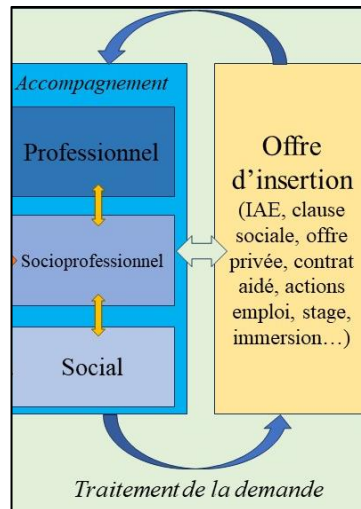 Accompagnement
Professionnel
Socioprofessionnel
Social
Offre
d’insertion
(IAE, clause
sociale, offre
privée, contrat
aidé, actions
emploi, stage,
immersion…)
Traitement de la demande